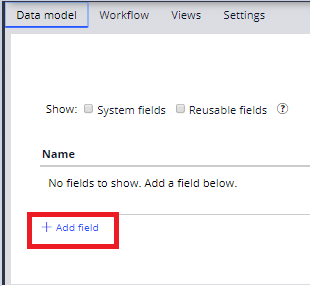 Data model Workflow Views Settings
Show: System fields Reusable fields ?
Name
No fields to show. Add a field below.
+ Add field